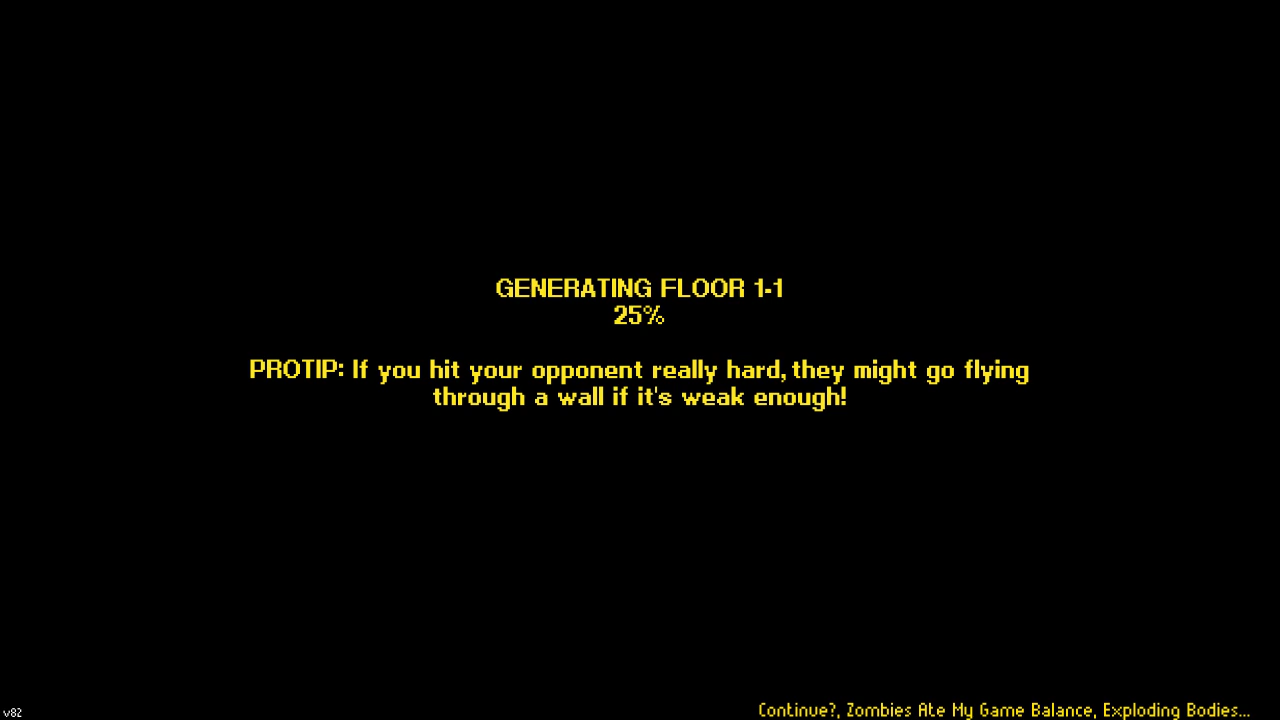 GENERATING FLOOR 1-1
25%
PROTIP: If you hit your opponent really hard, they might go flying
through a wall if it's weak enough!
v82
Continue?, Zombies Ate My Game Balance, Exploding Bodies...